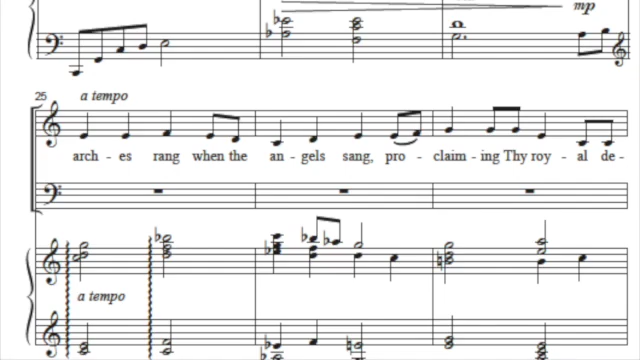 mp
25
a tempo
arch - es rang when the an - gels sang, pro - claim - ing Thy roy - al de-
a tempo